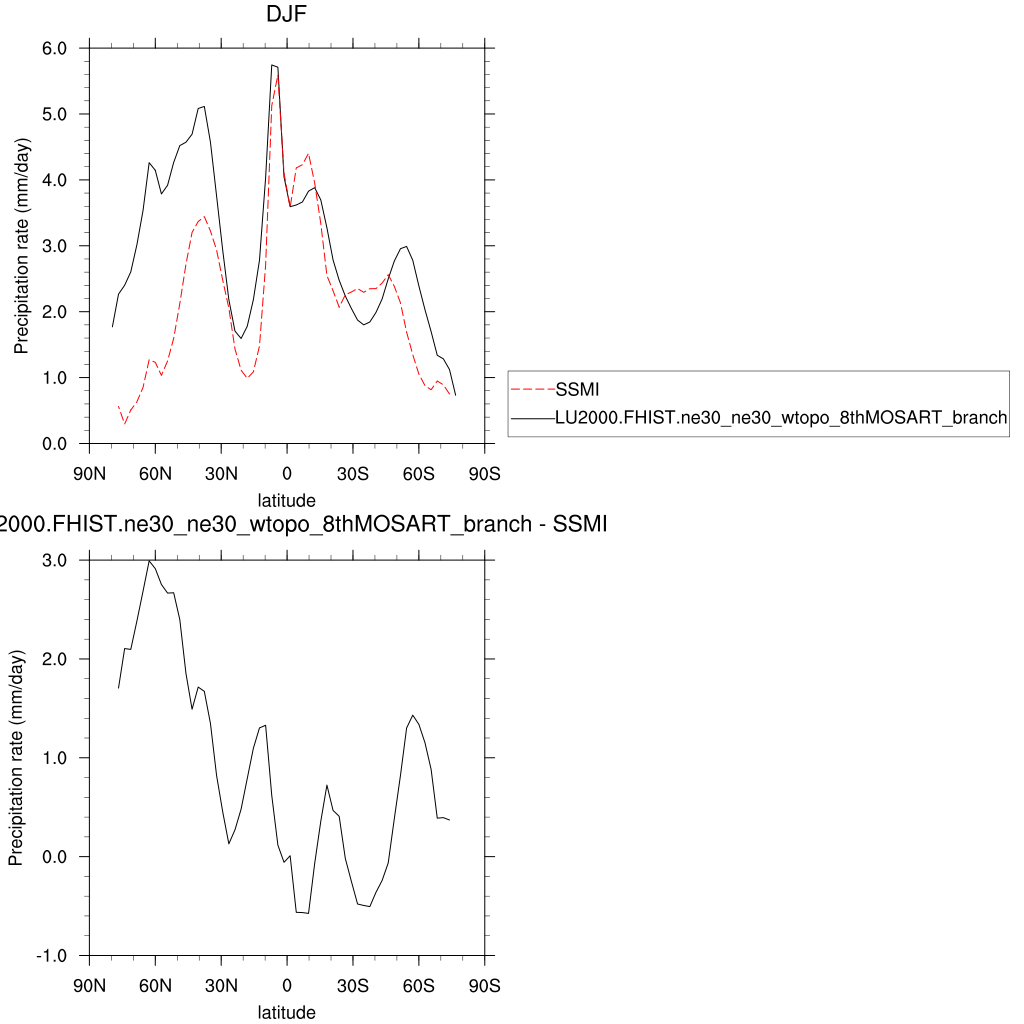 DJF
6.0
5.0
4.0
3.0
2.0
1.0
0.0
Precipitation rate (mm/day)
90N 60N 30N 0 30S 60S 90S
latitude
SSMI
LU2000.FHIST.ne30_ne30_wtopo_8thMOSART_branch
2000.FHIST.ne30_ne30_wtopo_8thMOSART_branch - SSMI
3.0
2.0
1.0
0.0
-1.0
Precipitation rate (mm/day)
90N 60N 30N 0 30S 60S 90S
latitude